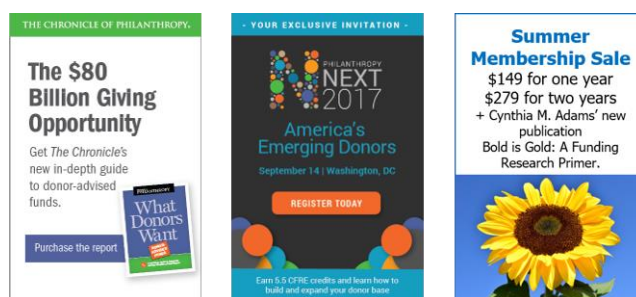 THE CHRONICLE OF PHILANTHROPY.
The $80
Billion Giving
Opportunity
Get The Chronicle's
new in-depth guide
to donor-advised
funds.
Purchase the report
What
Donors
Want
- YOUR EXCLUSIVE INVITATION -
PHILANTHROPY
NEXT
2017
America's
Emerging Donors
September 14 | Washington, DC
REGISTER TODAY
Earn 5.5 CFRE credits and learn how to
build and expand your donor base
Summer
Membership Sale
$149 for one year
$279 for two years
+ Cynthia M. Adams' new
publication
Bold is Gold: A Funding
Research Primer.